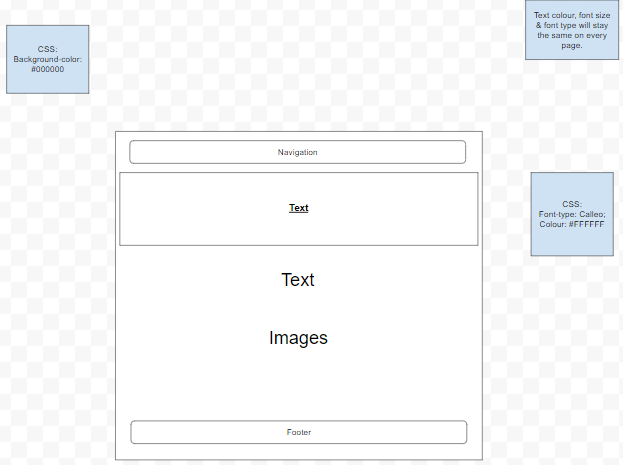 Text colour, font size
& font type will stay
the same on every
page.
CSS:
Background-color:
#000000
Navigation
Text
CSS:
Font-type: Calleo;
Colour: #FFFFFF
Text
Images
Footer